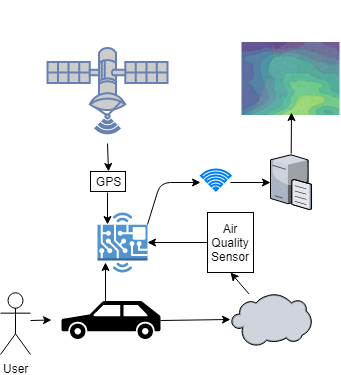 GPS
Air
Quality
Sensor
User